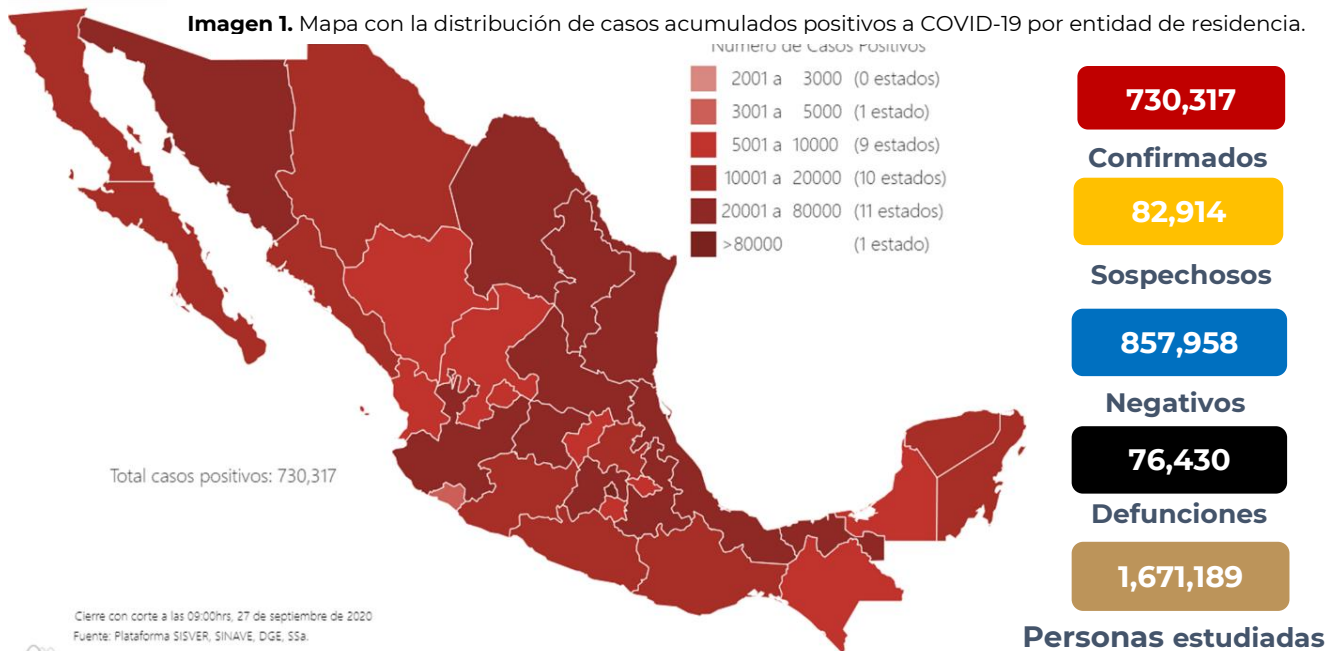 Imagen 1. Mapa con la distribución de casos acumulados positivos a COVID-19 por entidad de residencia.
Número de Casos Positivos
2001 a 3000 (0 estados)
3001 a 5000 (1 estado)
5001 a 10000 (9 estados)
10001 a 20000 (10 estados)
20001 a 80000 (11 estados)
>80000 (1 estado)
730,317
Confirmados
82,914
Sospechosos
857,958
Negativos
76,430
Defunciones
1,671,189
Personas estudiadas
Total casos positivos: 730,317
Cierre con corte a las 09:00hrs, 27 de septiembre de 2020
Fuente: Plataforma SISVER, SINAVE, DGE, SSa.